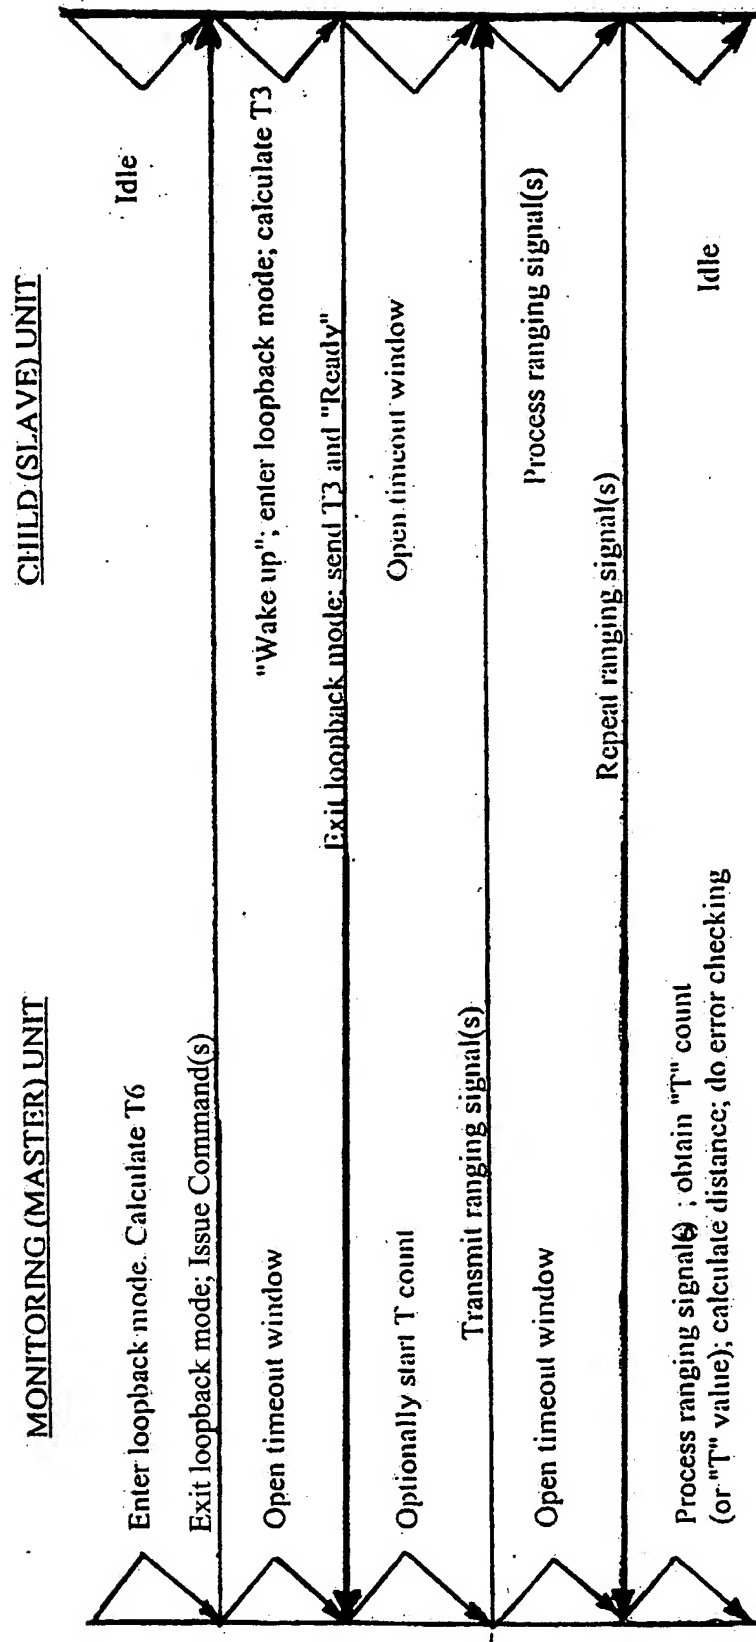 MONITORING (MASTER) UNIT
CHILD (SLAVE) UNIT
Enter loopback mode. Calculate T6
Idle
Exit loopback mode; Issue Command(s)
Open timeout window
"Wake up"; enter loopback mode; calculate T3
Exit loopback mode; send T3 and "Ready"
Optionally start T count
Open timeout window
Transmit ranging signal(s)
Open timeout window
Process ranging signal(s)
Repeat ranging signal(s)
Process ranging signal(s) ; obtain "T" count
(or "T" value); calculate distance; do error checking
Idle